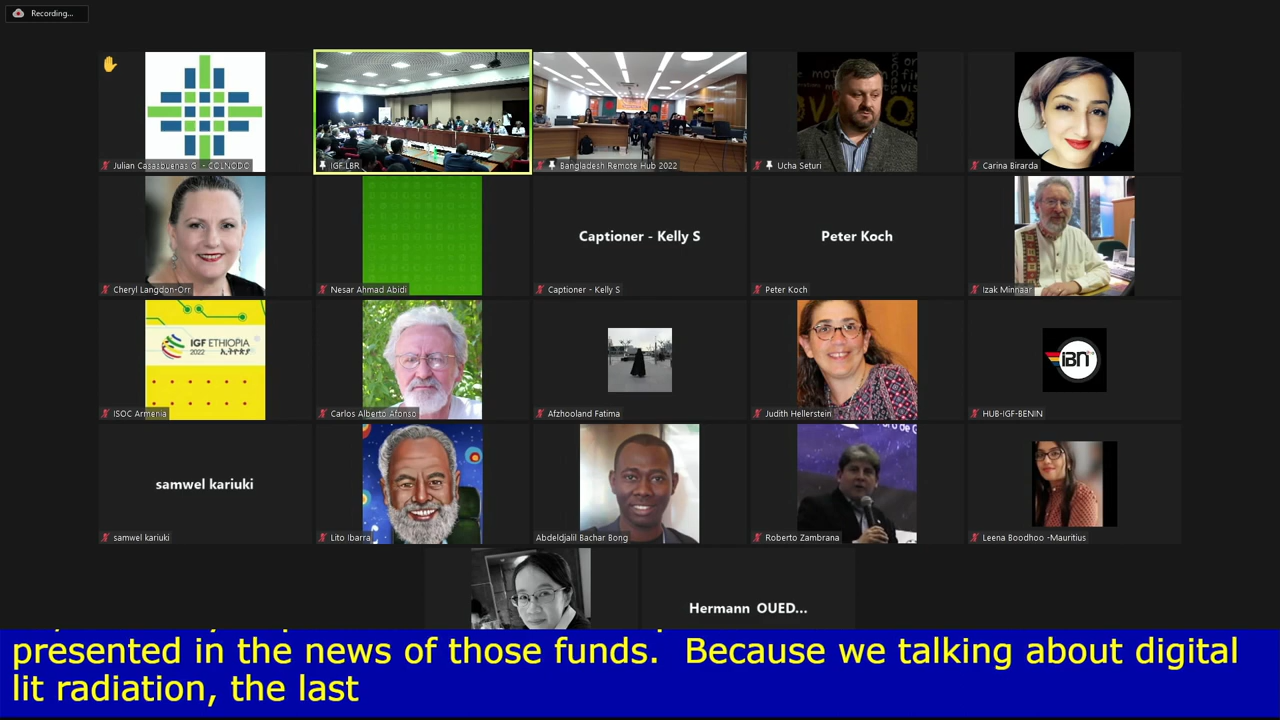 Recording...
Julian Casasbuenas G. - COLNODO
IGF LBR
Bangladesh Remote Hub 2022
Ucha Seturi
Carina Birarda
Cheryl Langdon-Orr
Nesar Ahmad Abidi
Captioner - Kelly S
Captioner - Kelly S
Peter Koch
Peter Koch
Izak Minnaar
IGF ETHIOPIA
2022 ኢትዮጵያ
ISOC Armenia
Carlos Alberto Afonso
Afzhooland Fatima
Judith Hellerstein
iBN
HUB-IGF-BENIN
samwel kariuki
samwel kariuki
Lito Ibarra
Abdeldjalil Bachar Bong
Roberto Zambrana
Leena Boodhoo -Mauritius
Hermann OUED...
presented in the news of those funds. Because we talking about digital
lit radiation, the last